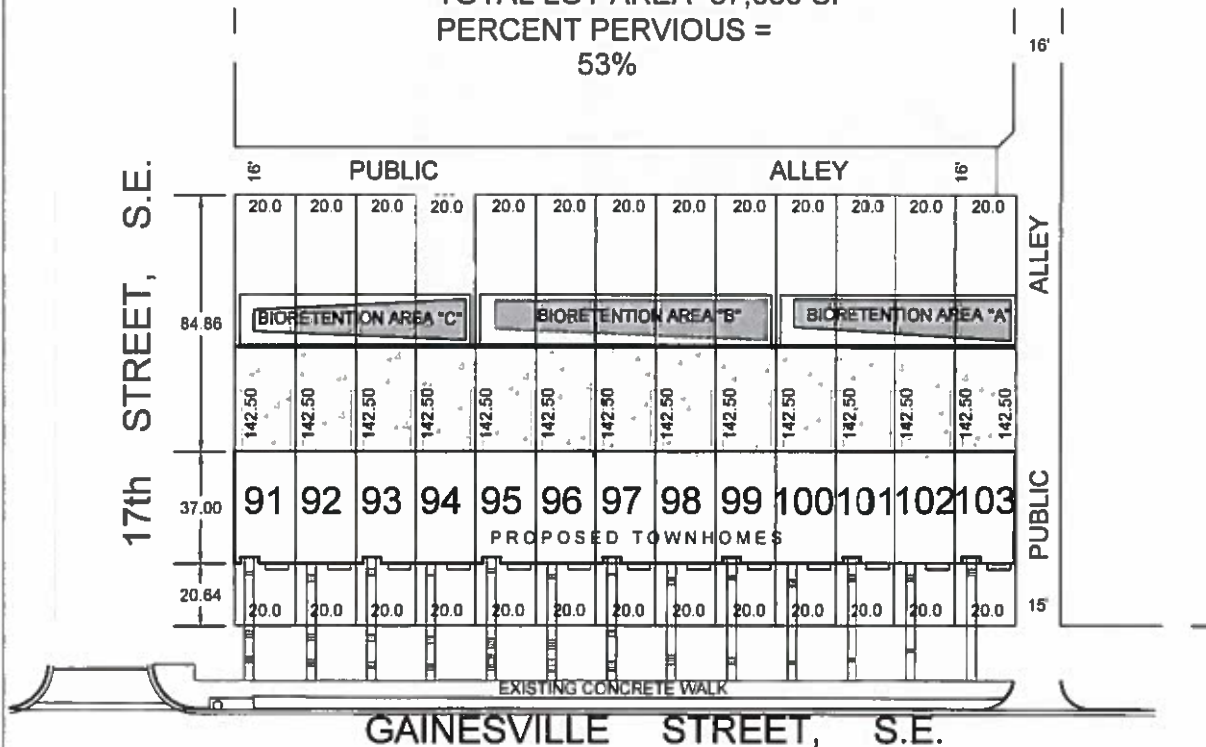 PERCENT PERVIOUS =
53%
16'
16' PUBLIC ALLEY 16'
20.0 20.0 20.0 20.0 20.0 20.0 20.0 20.0 20.0 20.0 20.0 20.0 20.0
17th STREET, S.E.
ALLEY
84.86
BIORETENTION AREA "C" BIORETENTION AREA "B" BIORETENTION AREA "A"
142.50 142.50 142.50 142.50 142.50 142.50 142.50 142.50 142.50 142.50 142.50 142.50 142.50 142.50
37.00
91 92 93 94 95 96 97 98 99 100 101 102 103
PROPOSED TOWNHOMES
PUBLIC
20.64
20.0 20.0 20.0 20.0 20.0 20.0 20.0 20.0 20.0 20.0 20.0 20.0 20.0
15'
EXISTING CONCRETE WALK
GAINESVILLE STREET, S.E.